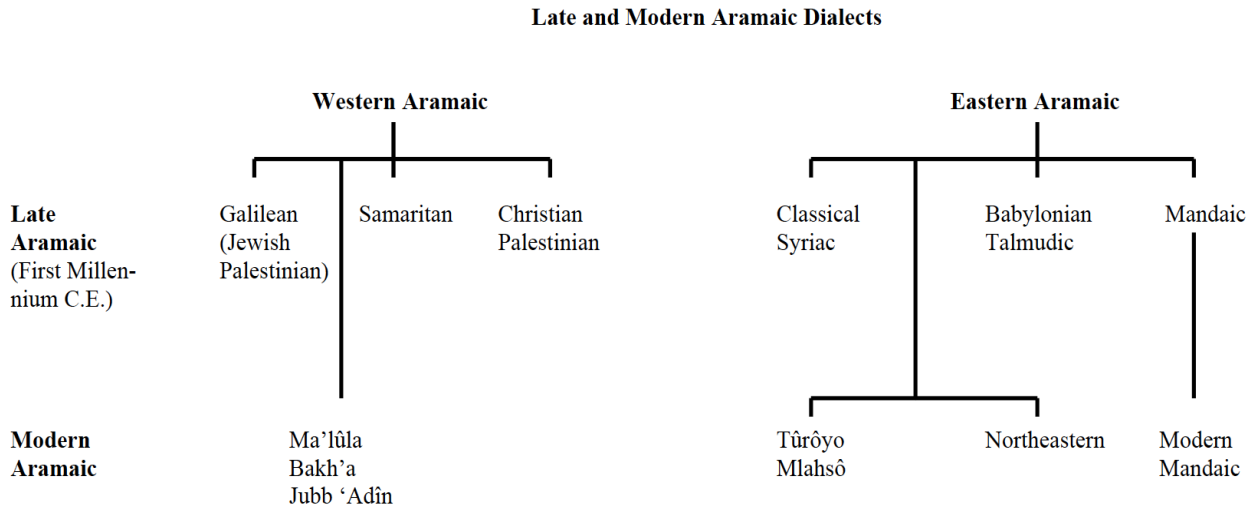 Late and Modern Aramaic Dialects
Western Aramaic
Eastern Aramaic
Late
Aramaic
(First Millen-
nium C.E.)
Galilean
(Jewish
Palestinian)
Samaritan
Christian
Palestinian
Classical
Syriac
Babylonian
Talmudic
Mandaic
Modern
Aramaic
Ma’lûla
Bakh’a
Jubb ‘Adîn
Tûrôyo
Mlahsô
Northeastern
Modern
Mandaic